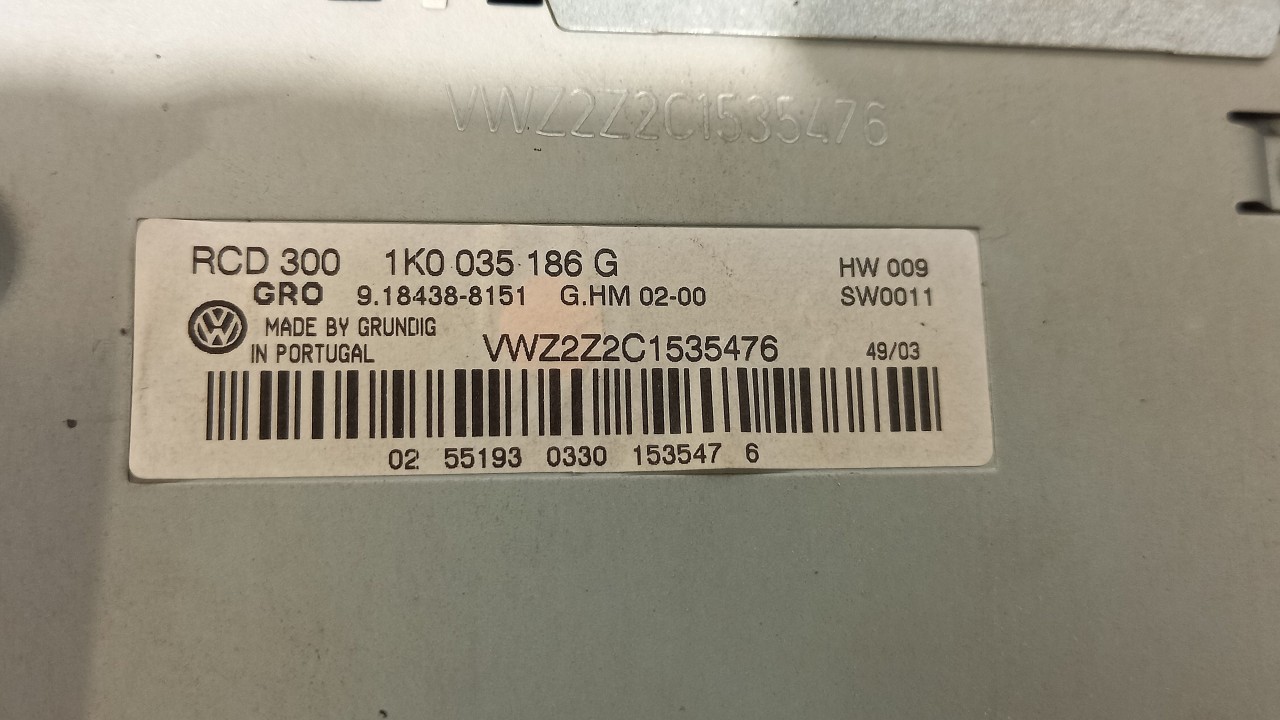 VWZ2Z2C1535476
RCD 300 1K0 035 186 G HW 009
GRO 9.18438-8151 G.HM 02-00 SW0011
MADE BY GRUNDIG
IN PORTUGAL VWZ2Z2C1535476 49/03
02 55193 0330 153547 6